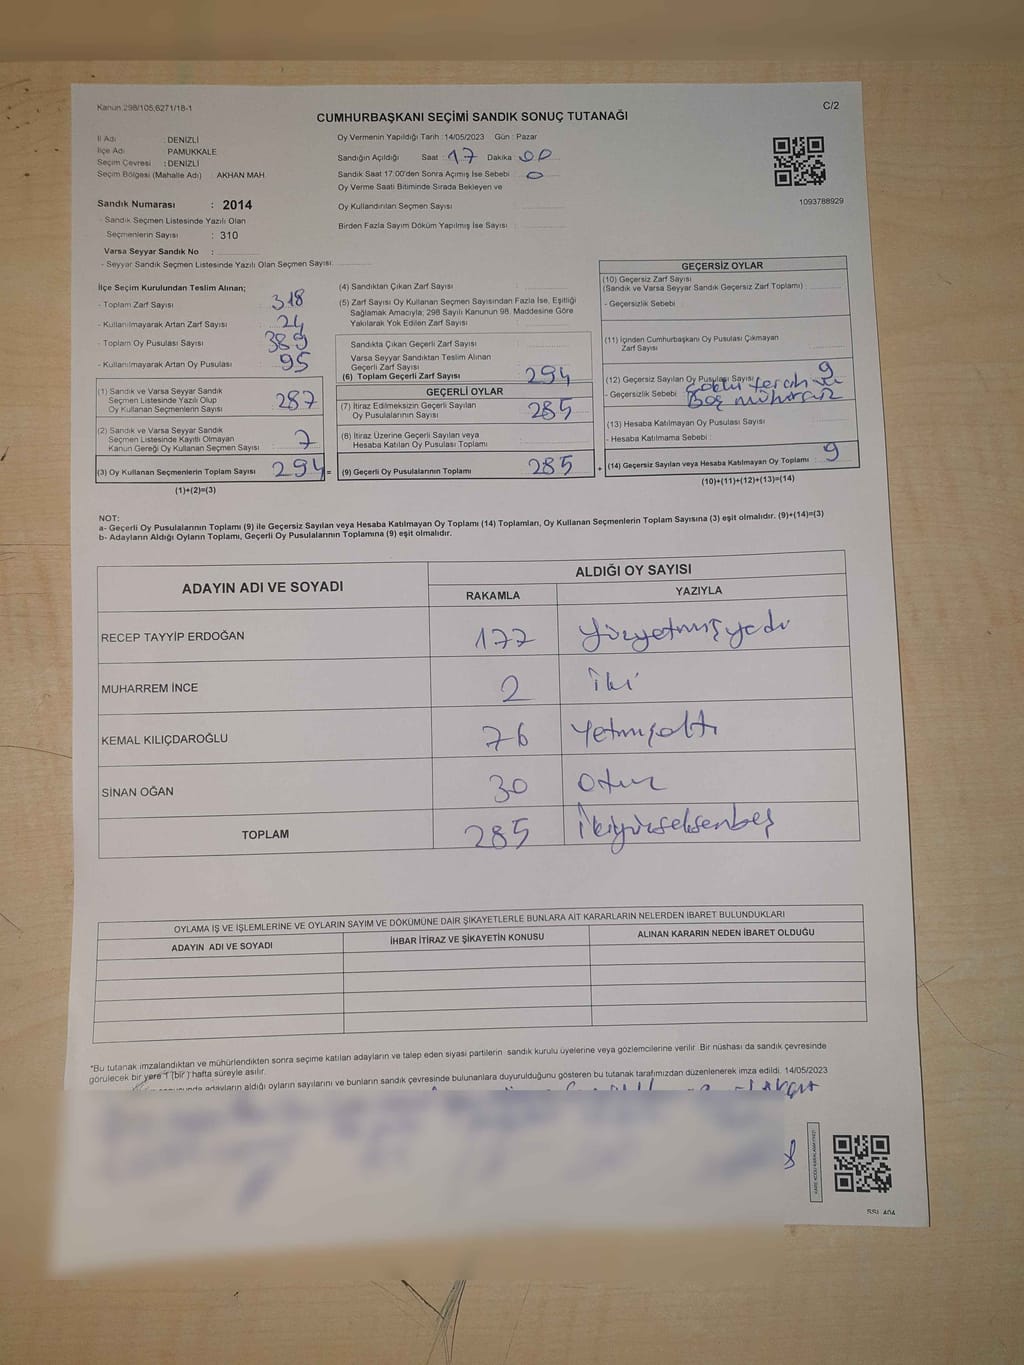 Kanun 298/105,6271/18-1
C/2
CUMHURBAŞKANI SEÇİMİ SANDIK SONUÇ TUTANAĞI
İl Adı : DENİZLİ
İlçe Adı : PAMUKKALE
Seçim Çevresi : DENİZLİ
Seçim Bölgesi (Mahalle Adı) : AKHAN MAH.
Sandık Numarası : 2014
- Sandık Seçmen Listesinde Yazılı Olan
Seçmenlerin Sayısı : 310
Varsa Seyyar Sandık No :
- Seyyar Sandık Seçmen Listesinde Yazılı Olan Seçmen Sayısı:
Oy Vermenin Yapıldığı Tarih : 14/05/2023 Gün : Pazar
Sandığın Açıldığı Saat : 17 Dakika : 00
Sandık Saat 17:00'den Sonra Açımış İse Sebebi : 0
Oy Verme Saati Bitiminde Sırada Bekleyen ve
Oy Kullandırılan Seçmen Sayısı :
Birden Fazla Sayım Döküm Yapılmış İse Sayısı :
1093788929
İlçe Seçim Kurulundan Teslim Alınan;
- Toplam Zarf Sayısı : 318
- Kullanılmayarak Artan Zarf Sayısı : 24
- Toplam Oy Pusulası Sayısı : 389
- Kullanılmayarak Artan Oy Pusulası : 95
(1) Sandık ve Varsa Seyyar Sandık
Seçmen Listesinde Yazılı Olup
Oy Kullanan Seçmenlerin Sayısı : 287
(2) Sandık ve Varsa Seyyar Sandık
Seçmen Listesinde Kayıtlı Olmayan
Kanun Gereği Oy Kullanan Seçmen Sayısı : 7
(3) Oy Kullanan Seçmenlerin Toplam Sayısı : 294 =
(1)+(2)=(3)
(4) Sandıktan Çıkan Zarf Sayısı :
(5) Zarf Sayısı Oy Kullanan Seçmen Sayısından Fazla İse, Eşitliği
Sağlamak Amacıyla; 298 Sayılı Kanunun 98. Maddesine Göre
Yakılarak Yok Edilen Zarf Sayısı :
Sandıkta Çıkan Geçerli Zarf Sayısı :
Varsa Seyyar Sandıktan Teslim Alınan
Geçerli Zarf Sayısı :
(6) Toplam Geçerli Zarf Sayısı : 294
GEÇERLİ OYLAR
(7) İtiraz Edilmeksizin Geçerli Sayılan
Oy Pusulalarının Sayısı : 285
(8) İtiraz Üzerine Geçerli Sayılan veya
Hesaba Katılan Oy Pusulası Toplamı :
(9) Geçerli Oy Pusulalarının Toplamı : 285 +
GEÇERSİZ OYLAR
(10) Geçersiz Zarf Sayısı
(Sandık ve Varsa Seyyar Sandık Geçersiz Zarf Toplamı) :
- Geçersizlik Sebebi :
(11) İçinden Cumhurbaşkanı Oy Pusulası Çıkmayan
Zarf Sayısı :
(12) Geçersiz Sayılan Oy Pusulası Sayısı : 9
- Geçersizlik Sebebi : Çoklu tercih ve
Boş mühürsüz
(13) Hesaba Katılmayan Oy Pusulası Sayısı :
- Hesaba Katılmama Sebebi :
(14) Geçersiz Sayılan veya Hesaba Katılmayan Oy Toplamı : 9
(10)+(11)+(12)+(13)=(14)
NOT:
a- Geçerli Oy Pusulalarının Toplamı (9) ile Geçersiz Sayılan veya Hesaba Katılmayan Oy Toplamı (14) Toplamları, Oy Kullanan Seçmenlerin Toplam Sayısına (3) eşit olmalıdır. (9)+(14)=(3)
b- Adayların Aldığı Oyların Toplamı, Geçerli Oy Pusulalarının Toplamına (9) eşit olmalıdır.
ADAYIN ADI VE SOYADI ALDIĞI OY SAYISI
RAKAMLA YAZIYLA
RECEP TAYYİP ERDOĞAN 177 Yüzyetmişyedi
MUHARREM İNCE 2 iki
KEMAL KILIÇDAROĞLU 76 Yetmişaltı
SİNAN OĞAN 30 Otuz
TOPLAM 285 İkiyüzseksenbeş
OYLAMA İŞ VE İŞLEMLERİNE VE OYLARIN SAYIM VE DÖKÜMÜNE DAİR ŞİKAYETLERLE BUNLARA AİT KARARLARIN NELERDEN İBARET BULUNDUKLARI
ADAYIN ADI VE SOYADI İHBAR İTİRAZ VE ŞİKAYETİN KONUSU ALINAN KARARIN NEDEN İBARET OLDUĞU
*Bu tutanak imzalandıktan ve mühürlendikten sonra seçime katılan adayların ve talep eden siyasi partilerin sandık kurulu üyelerine veya gözlemcilerine verilir. Bir nüshası da sandık çevresinde
görülecek bir yere 1 (bir) hafta süreyle asılır.
adayların aldığı oyların sayılarını ve bunların sandık çevresinde bulunanlara duyurulduğunu gösteren bu tutanak tarafımızdan düzenlenerek imza edildi. 14/05/2023